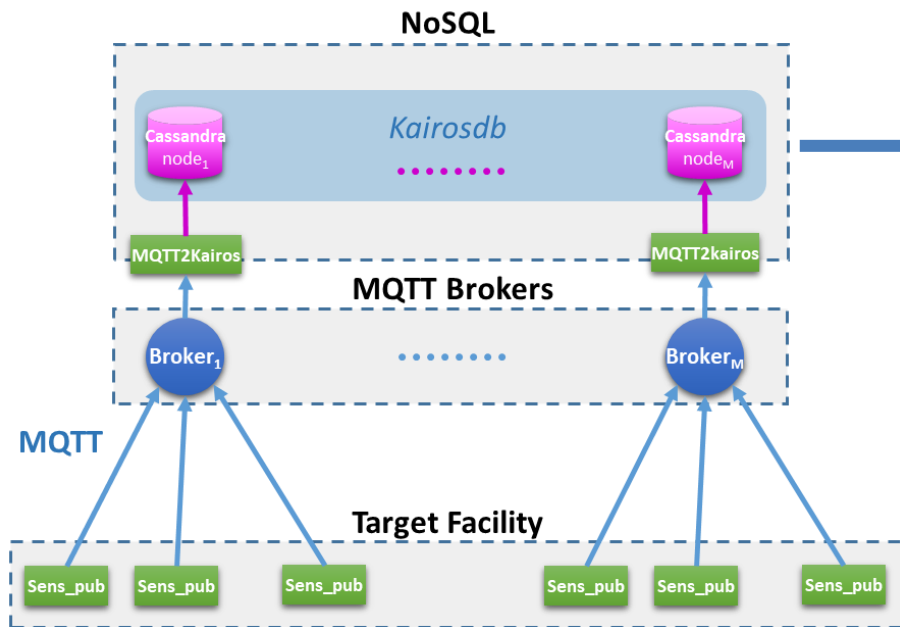 NoSQL
Cassandra
node₁
Kairosdb
Cassandra
nodeM
MQTT2Kairos
MQTT2kairos
MQTT Brokers
Broker₁
BrokerM
MQTT
Target Facility
Sens_pub
Sens_pub
Sens_pub
Sens_pub
Sens_pub
Sens_pub